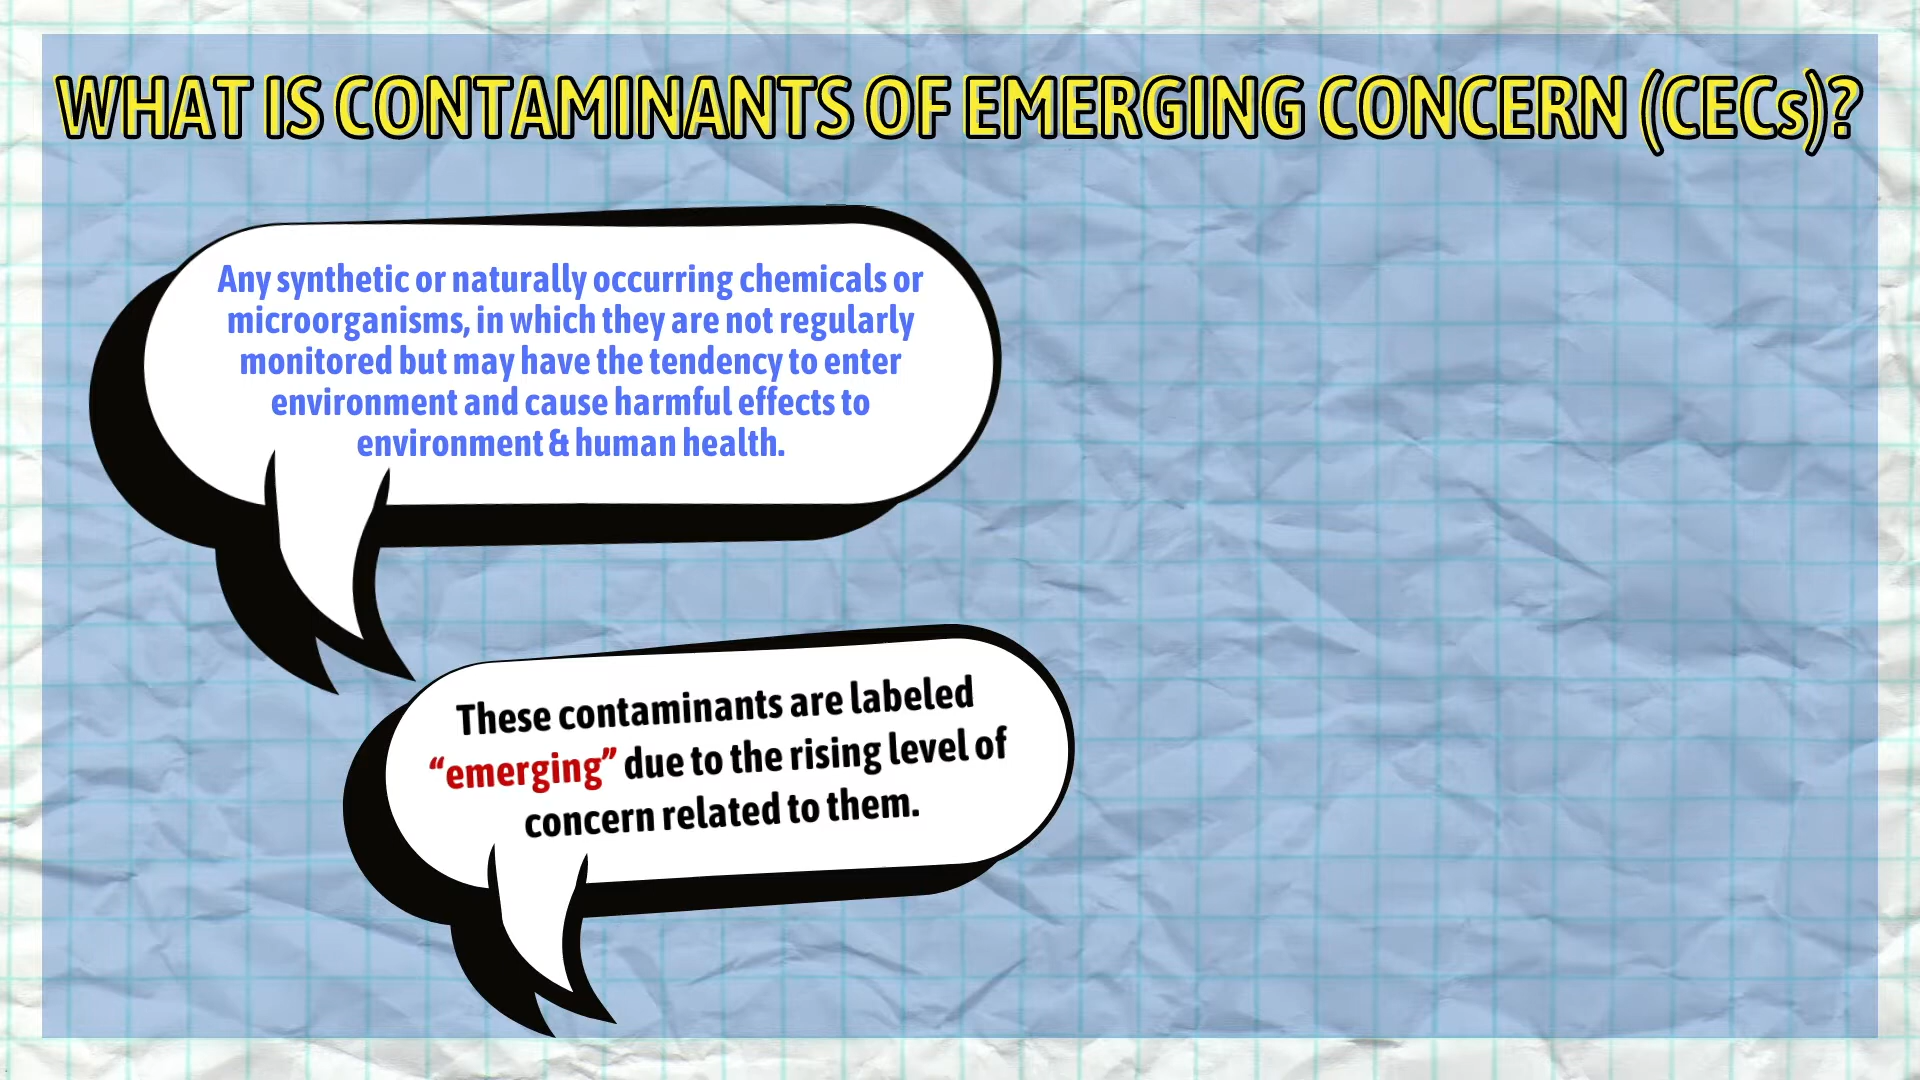 WHAT IS CONTAMINANTS OF EMERGING CONCERN (CECs)?
Any synthetic or naturally occurring chemicals or
microorganisms, in which they are not regularly
monitored but may have the tendency to enter
environment and cause harmful effects to
environment & human health.
These contaminants are labeled
“emerging” due to the rising level of
concern related to them.